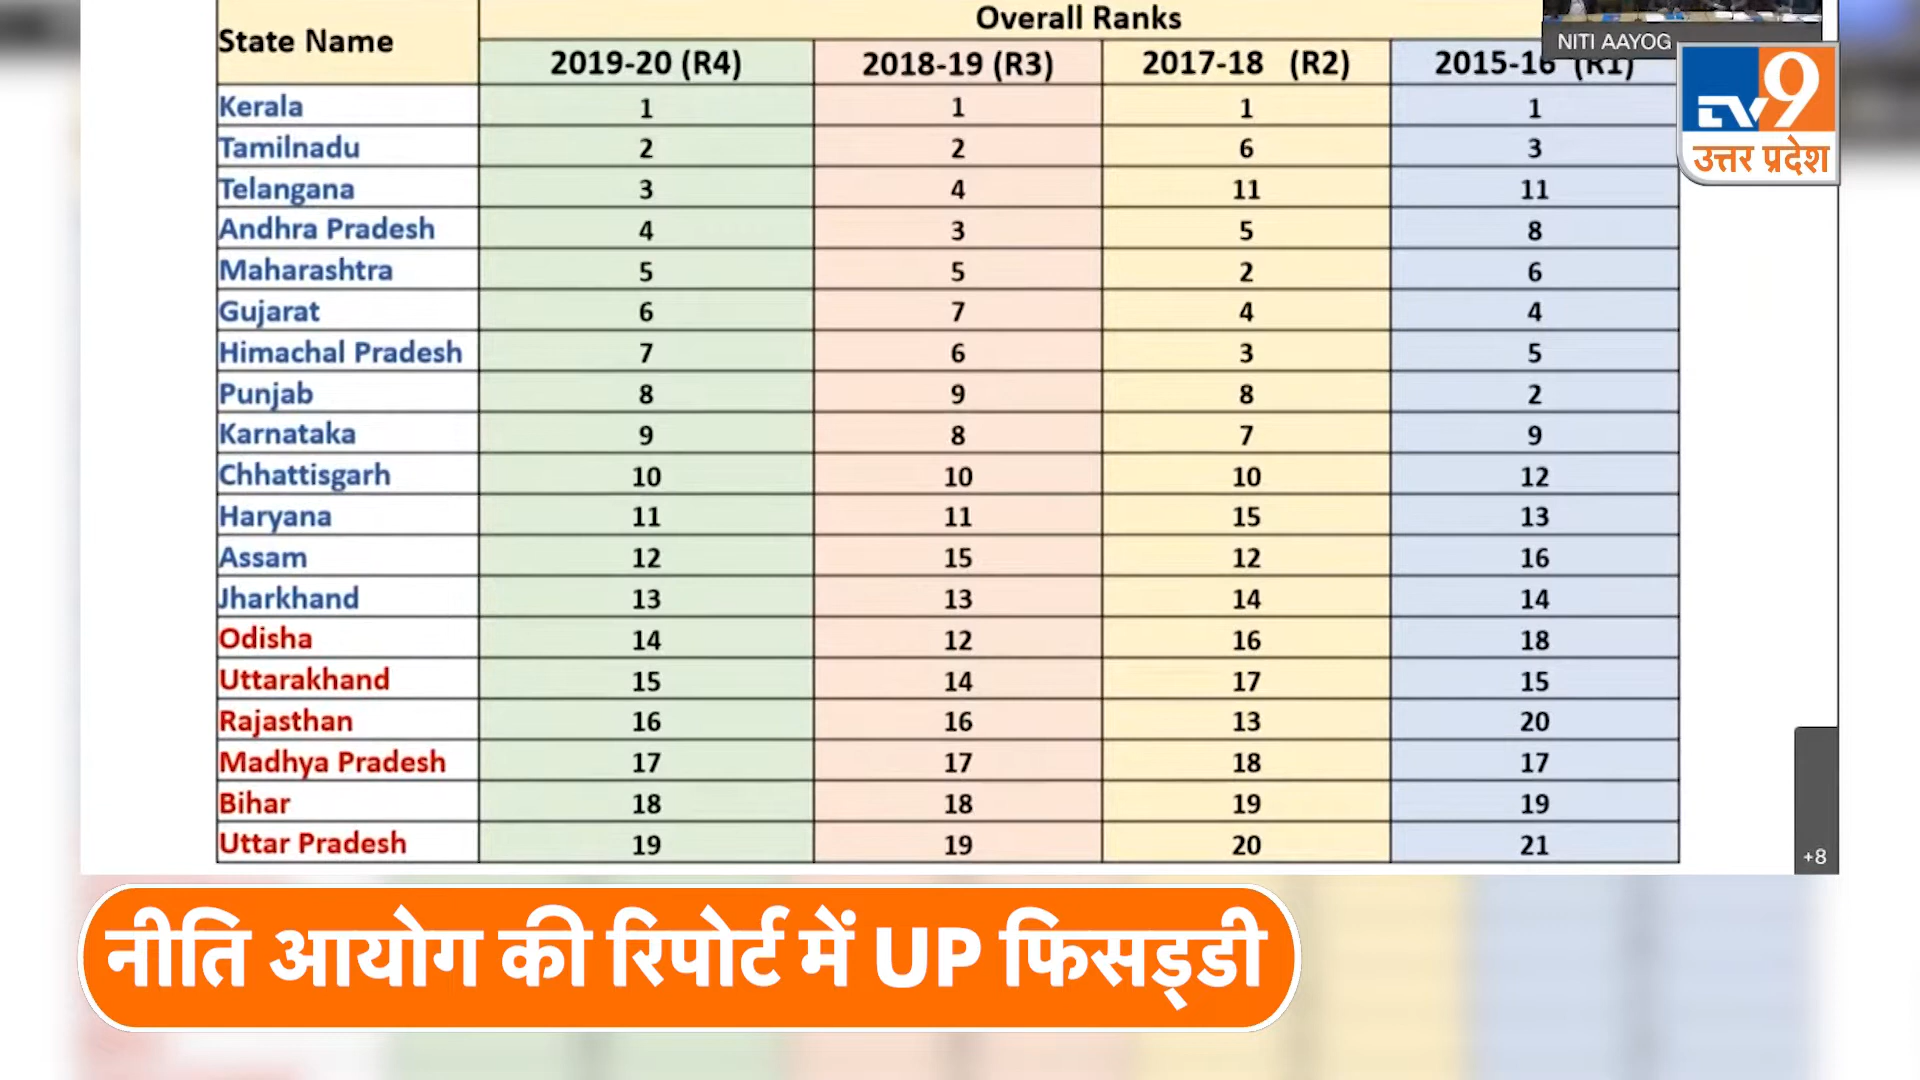 Overall Ranks
NITI AAYOG
State Name 2019-20 (R4) 2018-19 (R3) 2017-18 (R2) 2015-16 (R1)
TV9
उत्तर प्रदेश
Kerala 1 1 1 1
Tamilnadu 2 2 6 3
Telangana 3 4 11 11
Andhra Pradesh 4 3 5 8
Maharashtra 5 5 2 6
Gujarat 6 7 4 4
Himachal Pradesh 7 6 3 5
Punjab 8 9 8 2
Karnataka 9 8 7 9
Chhattisgarh 10 10 10 12
Haryana 11 11 15 13
Assam 12 15 12 16
Jharkhand 13 13 14 14
Odisha 14 12 16 18
Uttarakhand 15 14 17 15
Rajasthan 16 16 13 20
Madhya Pradesh 17 17 18 17
Bihar 18 18 19 19
Uttar Pradesh 19 19 20 21
+8
नीति आयोग की रिपोर्ट में UP फिसड्डी